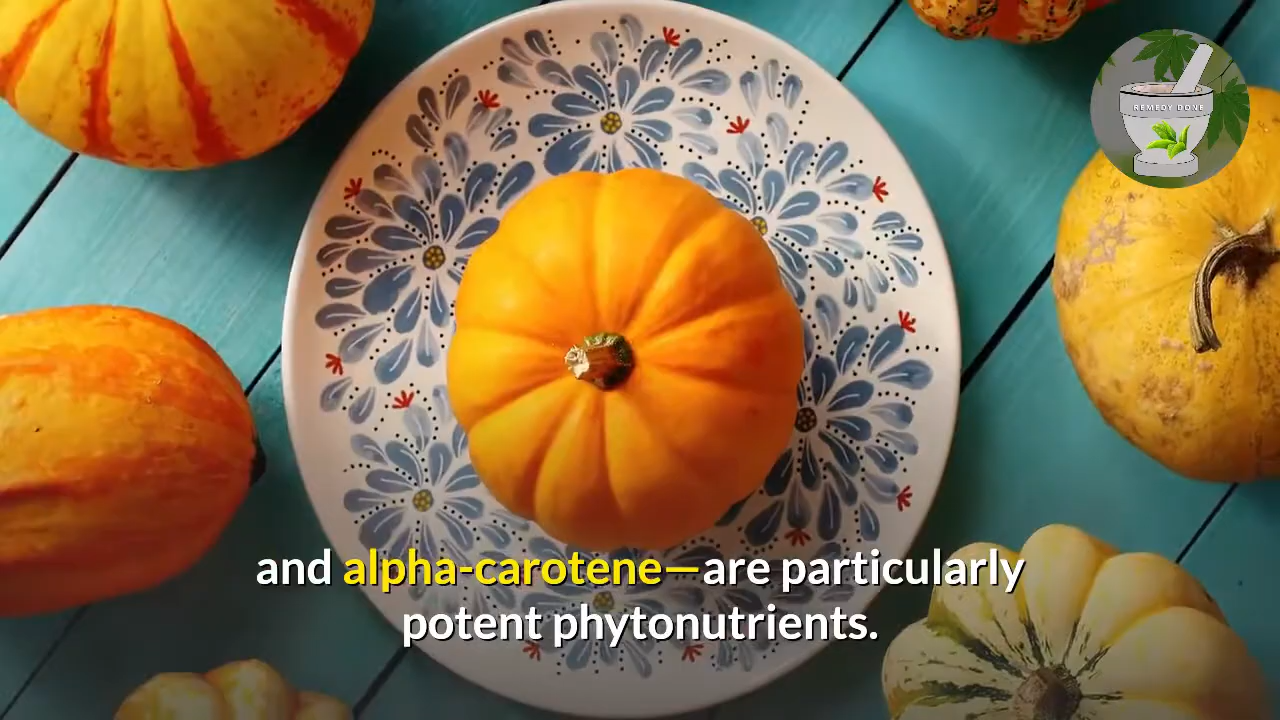 REMEDY DONE
and alpha-carotene—are particularly
potent phytonutrients.